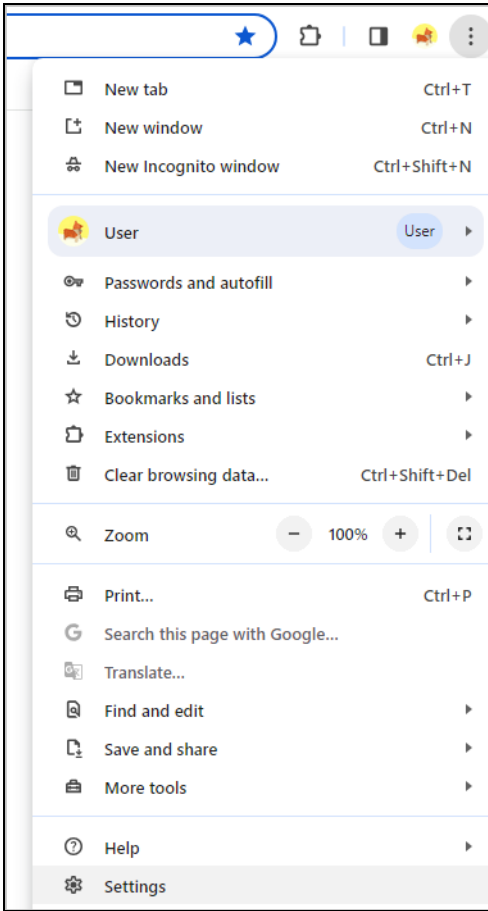 New tab Ctrl+T
New window Ctrl+N
New Incognito window Ctrl+Shift+N
User User
Passwords and autofill
History
Downloads Ctrl+J
Bookmarks and lists
Extensions
Clear browsing data... Ctrl+Shift+Del
Zoom − 100% +
Print... Ctrl+P
G Search this page with Google...
Translate...
Find and edit
Save and share
More tools
Help
Settings